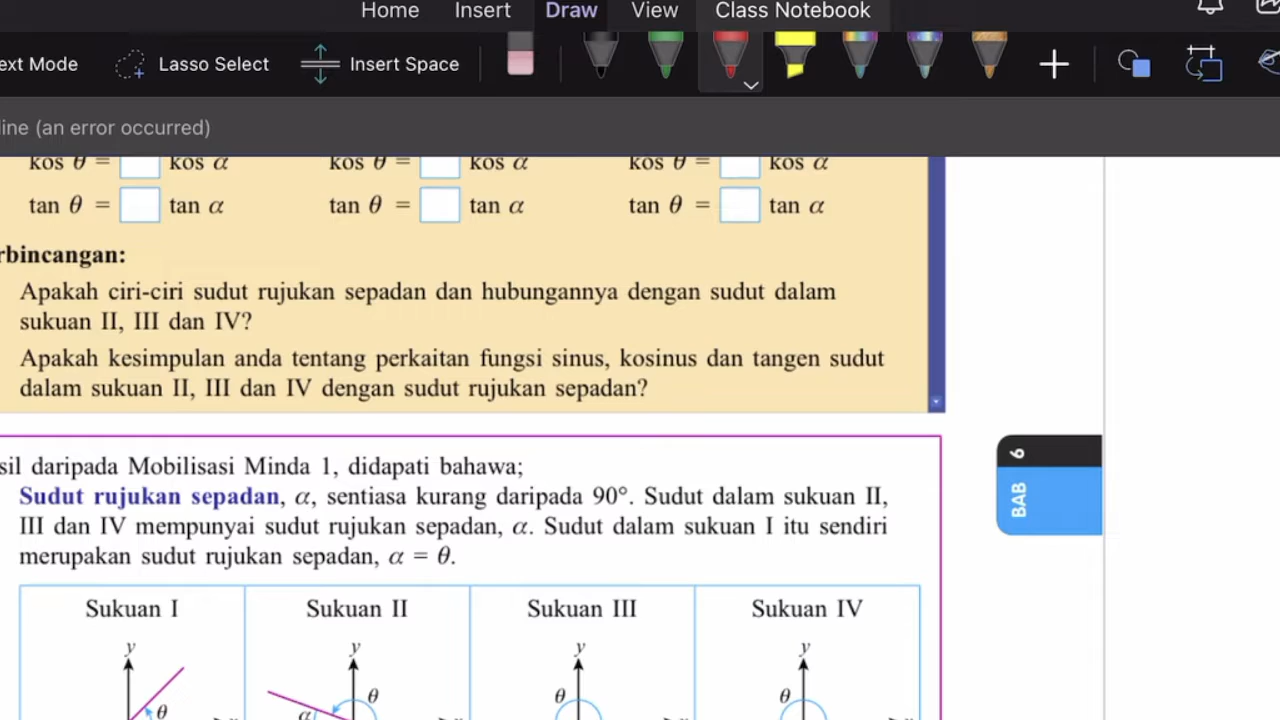 Home Insert Draw View Class Notebook
ext Mode Lasso Select Insert Space
line (an error occurred)
kos θ = kos α kos θ = kos α kos θ = kos α
tan θ = tan α tan θ = tan α tan θ = tan α
rbincangan:
Apakah ciri-ciri sudut rujukan sepadan dan hubungannya dengan sudut dalam
sukuan II, III dan IV?
Apakah kesimpulan anda tentang perkaitan fungsi sinus, kosinus dan tangen sudut
dalam sukuan II, III dan IV dengan sudut rujukan sepadan?
sil daripada Mobilisasi Minda 1, didapati bahawa;
Sudut rujukan sepadan, α, sentiasa kurang daripada 90°. Sudut dalam sukuan II,
III dan IV mempunyai sudut rujukan sepadan, α. Sudut dalam sukuan I itu sendiri
merupakan sudut rujukan sepadan, α = θ.
BAB 6
Sukuan I Sukuan II Sukuan III Sukuan IV
y y y y
θ α θ θ θ